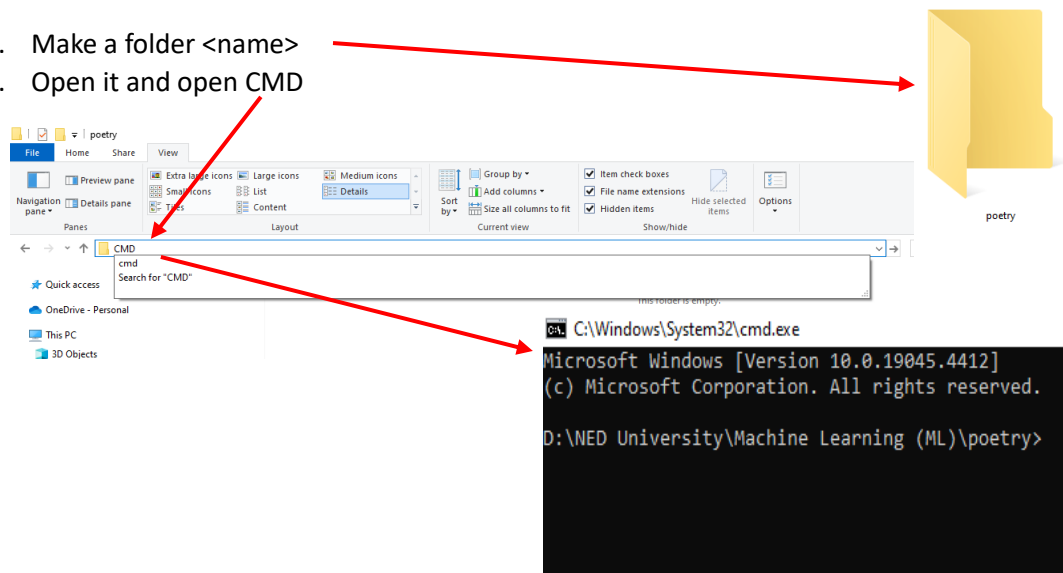 . Make a folder <name>
. Open it and open CMD
poetry
File Home Share View
Preview pane
Navigation pane
Details pane
Panes
Extra large icons Large icons Medium icons
Small icons List Details
Tiles Content
Layout
Sort by
Group by
Add columns
Size all columns to fit
Current view
Item check boxes
File name extensions
Hidden items
Hide selected items
Show/hide
Options
poetry
CMD
cmd
Search for "CMD"
Quick access
OneDrive - Personal
This PC
3D Objects
This folder is empty.
C:\Windows\System32\cmd.exe
Microsoft Windows [Version 10.0.19045.4412]
(c) Microsoft Corporation. All rights reserved.
D:\NED University\Machine Learning (ML)\poetry>